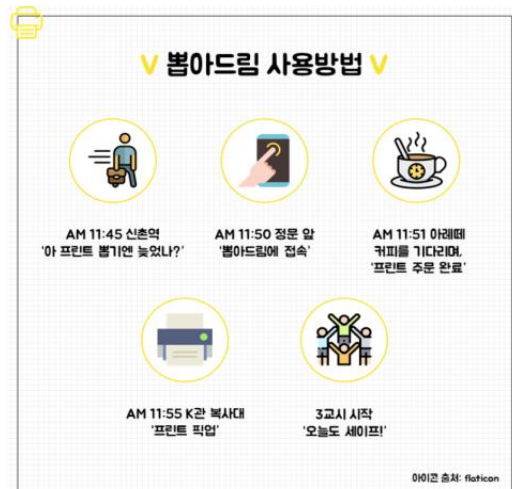 V 뽑아드림 사용방법 V
AM 11:45 신촌역
'아 프린트 뽑기엔 늦었나?'
AM 11:50 정문 앞
'뽑아드림에 접속'
AM 11:51 아레떼
커피를 기다리며,
'프린트 주문 완료'
AM 11:55 K관 복사대
'프린트 픽업'
3교시 시작
'오늘도 세이프!'
아이콘 출처: flaticon